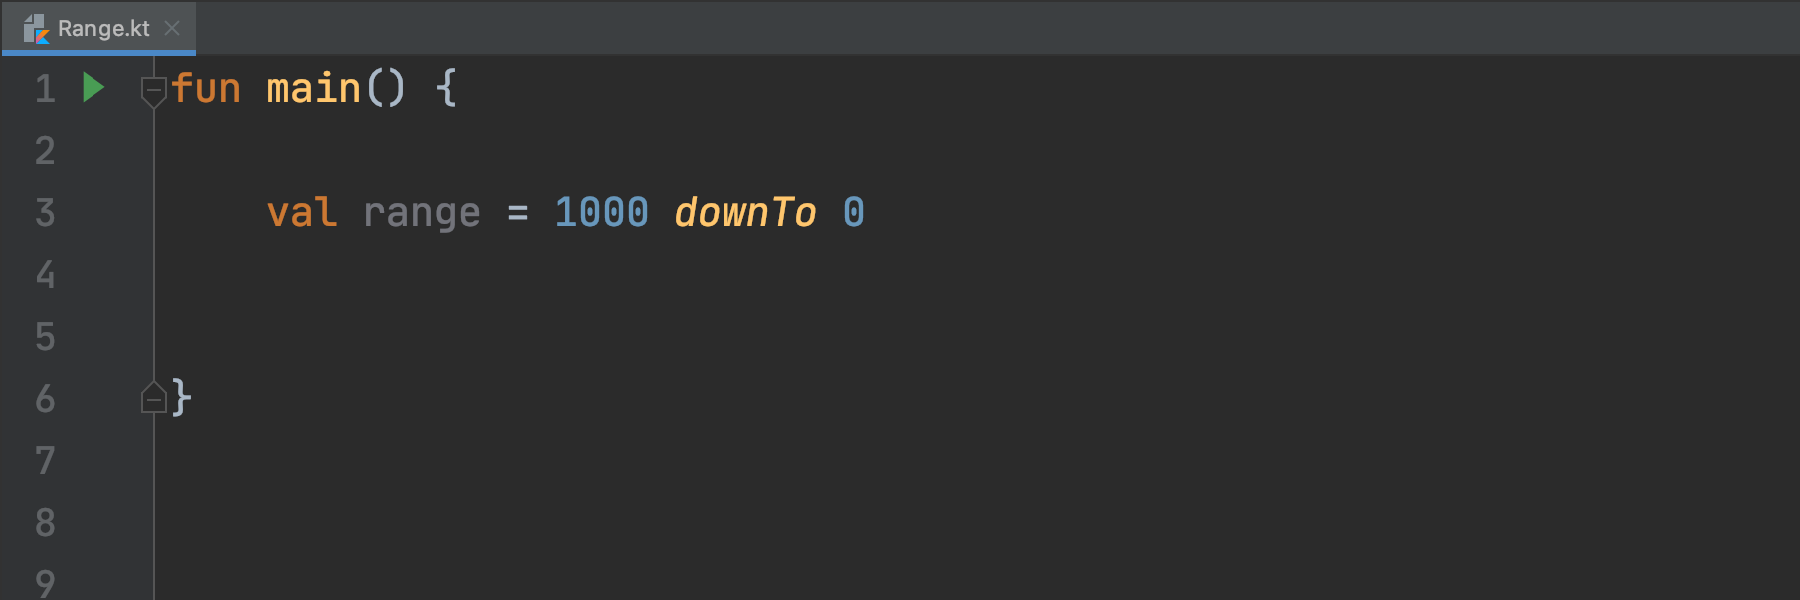 Range.kt
1 fun main() {
2
3 val range = 1000 downTo 0
4
5
6 }
7
8
9